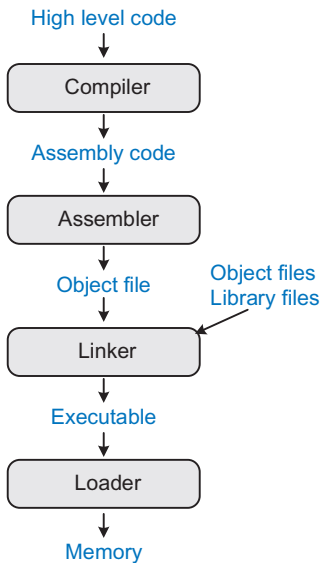 High level code
Compiler
Assembly code
Assembler
Object file
Object files
Library files
Linker
Executable
Loader
Memory